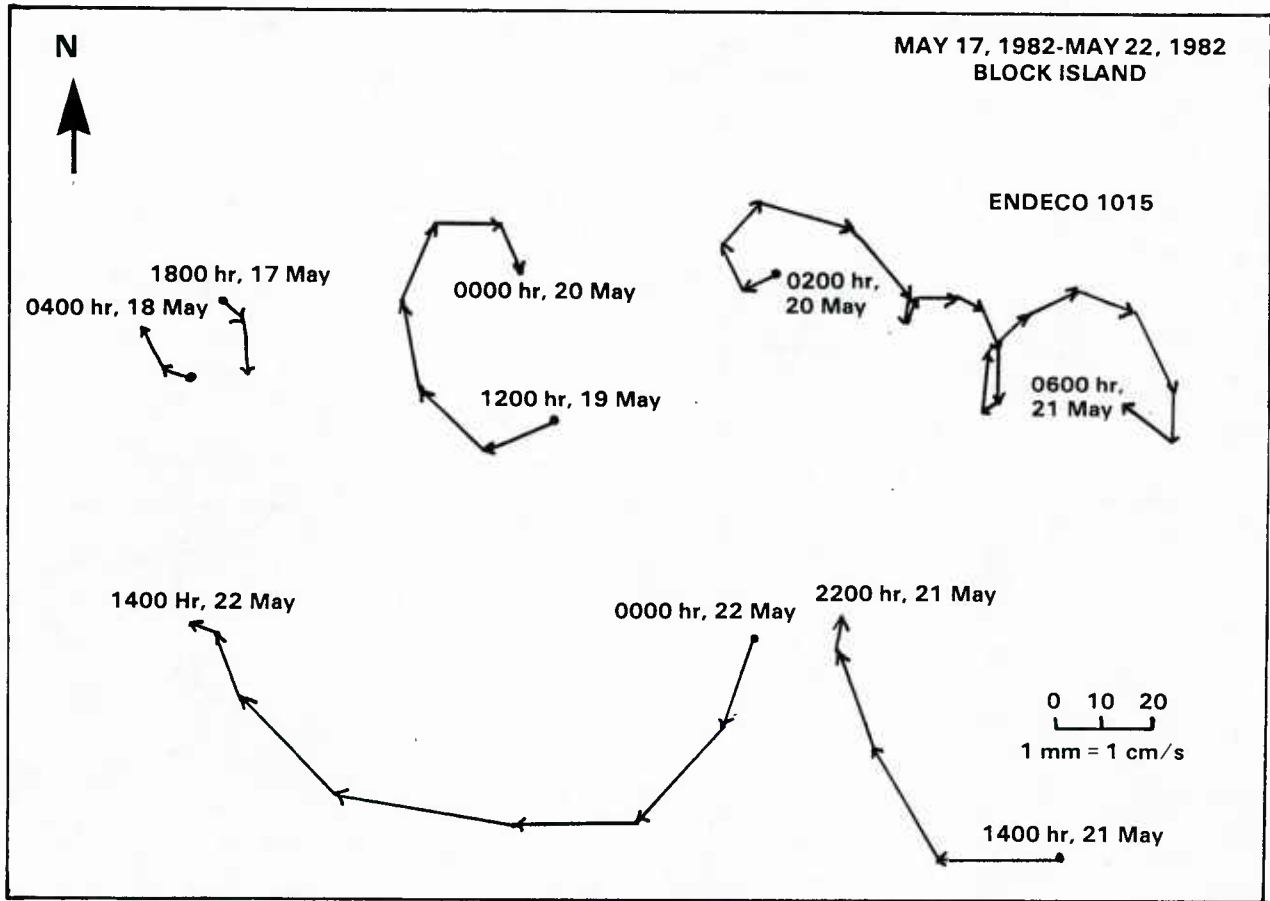 N
MAY 17, 1982-MAY 22, 1982
BLOCK ISLAND
ENDECO 1015
1800 hr, 17 May
0400 hr, 18 May
0000 hr, 20 May
1200 hr, 19 May
0200 hr,
20 May
0600 hr,
21 May
1400 Hr, 22 May
0000 hr, 22 May
2200 hr, 21 May
0 10 20
1 mm = 1 cm/s
1400 hr, 21 May